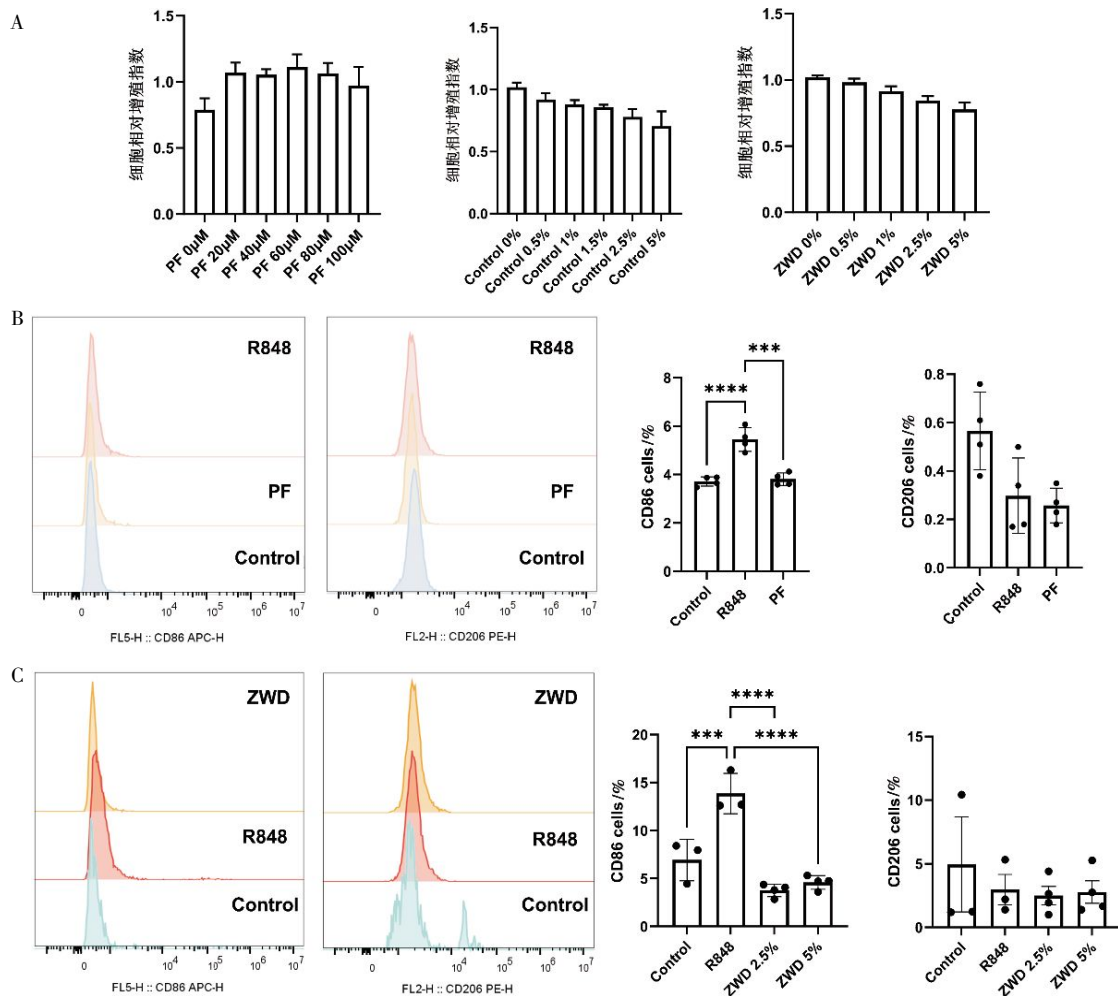 A
细胞相对增殖指数
1.5
1.0
0.5
0.0
PF 0μM
PF 20μM
PF 40μM
PF 60μM
PF 80μM
PF 100μM
细胞相对增殖指数
1.5
1.0
0.5
0.0
Control 0%
Control 0.5%
Control 1%
Control 1.5%
Control 2.5%
Control 5%
细胞相对增殖指数
1.5
1.0
0.5
0.0
ZWD 0%
ZWD 0.5%
ZWD 1%
ZWD 2.5%
ZWD 5%
B
R848
PF
Control
0 10^4 10^5 10^6 10^7
FL5-H :: CD86 APC-H
R848
PF
Control
0 10^4 10^5 10^6 10^7
FL2-H :: CD206 PE-H
CD86 cells/%
8
6
4
2
0
**** ***
Control
R848
PF
CD206 cells/%
0.8
0.6
0.4
0.2
0.0
Control
R848
PF
C
ZWD
R848
Control
0 10^4 10^5 10^6 10^7
FL5-H :: CD86 APC-H
ZWD
R848
Control
0 10^4 10^5 10^6 10^7
FL2-H :: CD206 PE-H
CD86 cells/%
20
15
10
5
0
****
*** ****
Control
R848
ZWD 2.5%
ZWD 5%
CD206 cells/%
15
10
5
0
Control
R848
ZWD 2.5%
ZWD 5%